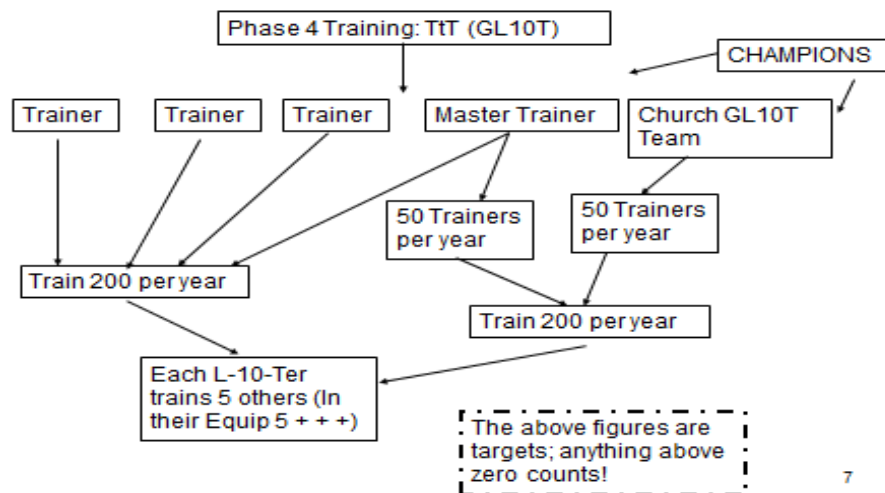 Phase 4 Training: TtT (GL10T)
CHAMPIONS
Trainer
Trainer
Trainer
Master Trainer
Church GL10T
Team
50 Trainers
per year
50 Trainers
per year
Train 200 per year
Train 200 per year
Each L-10-Ter
trains 5 others (In
their Equip 5 + + +)
The above figures are
targets; anything above
zero counts!
7